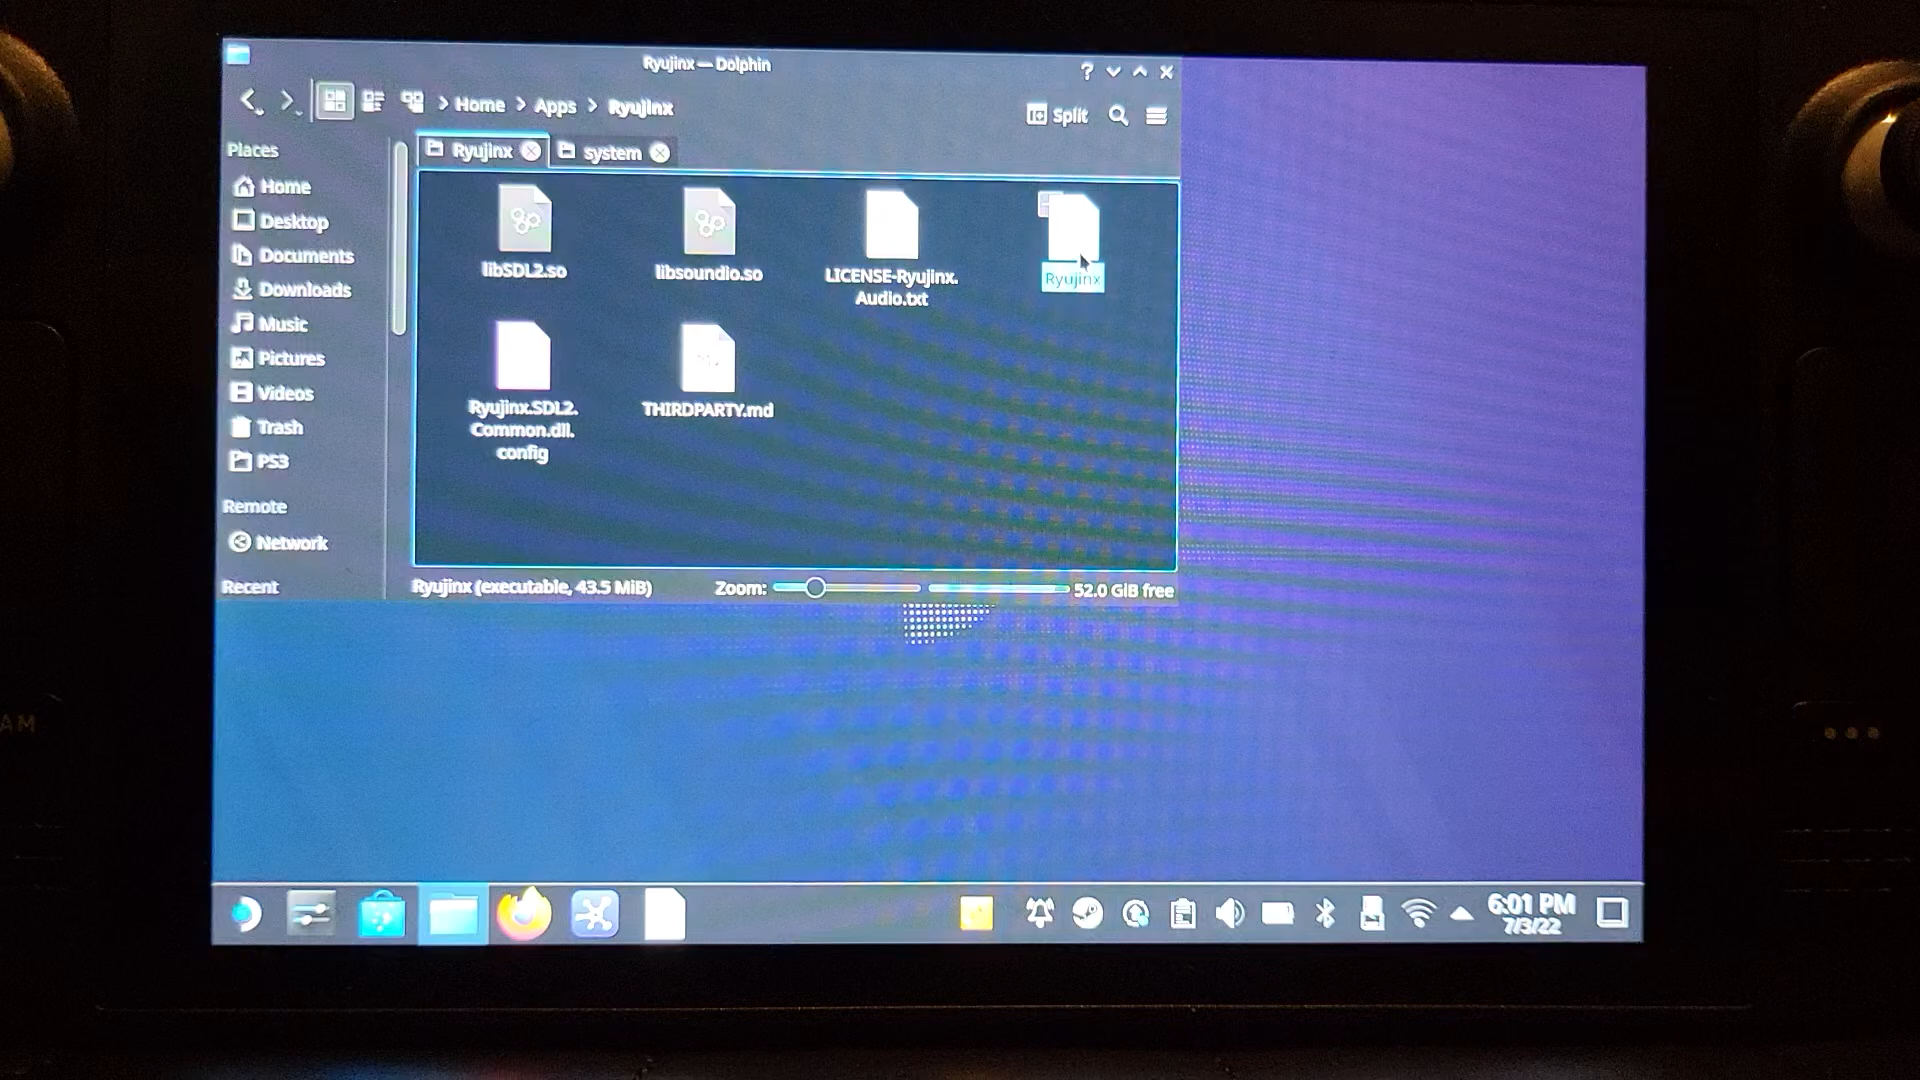 Ryujinx — Dolphin
?
Home > Apps > Ryujinx
Split
Places
Ryujinx
system
Home
Desktop
Documents
Downloads
Music
Pictures
Videos
Trash
PS3
Remote
Network
Recent
libSDL2.so
libsoundio.so
LICENSE-Ryujinx.
Audio.txt
Ryujinx
Ryujinx.SDL2.
Common.dll.
config
THIRDPARTY.md
Ryujinx (executable, 43.5 MiB)
Zoom:
52.0 GiB free
AM
6:01 PM
7/3/22